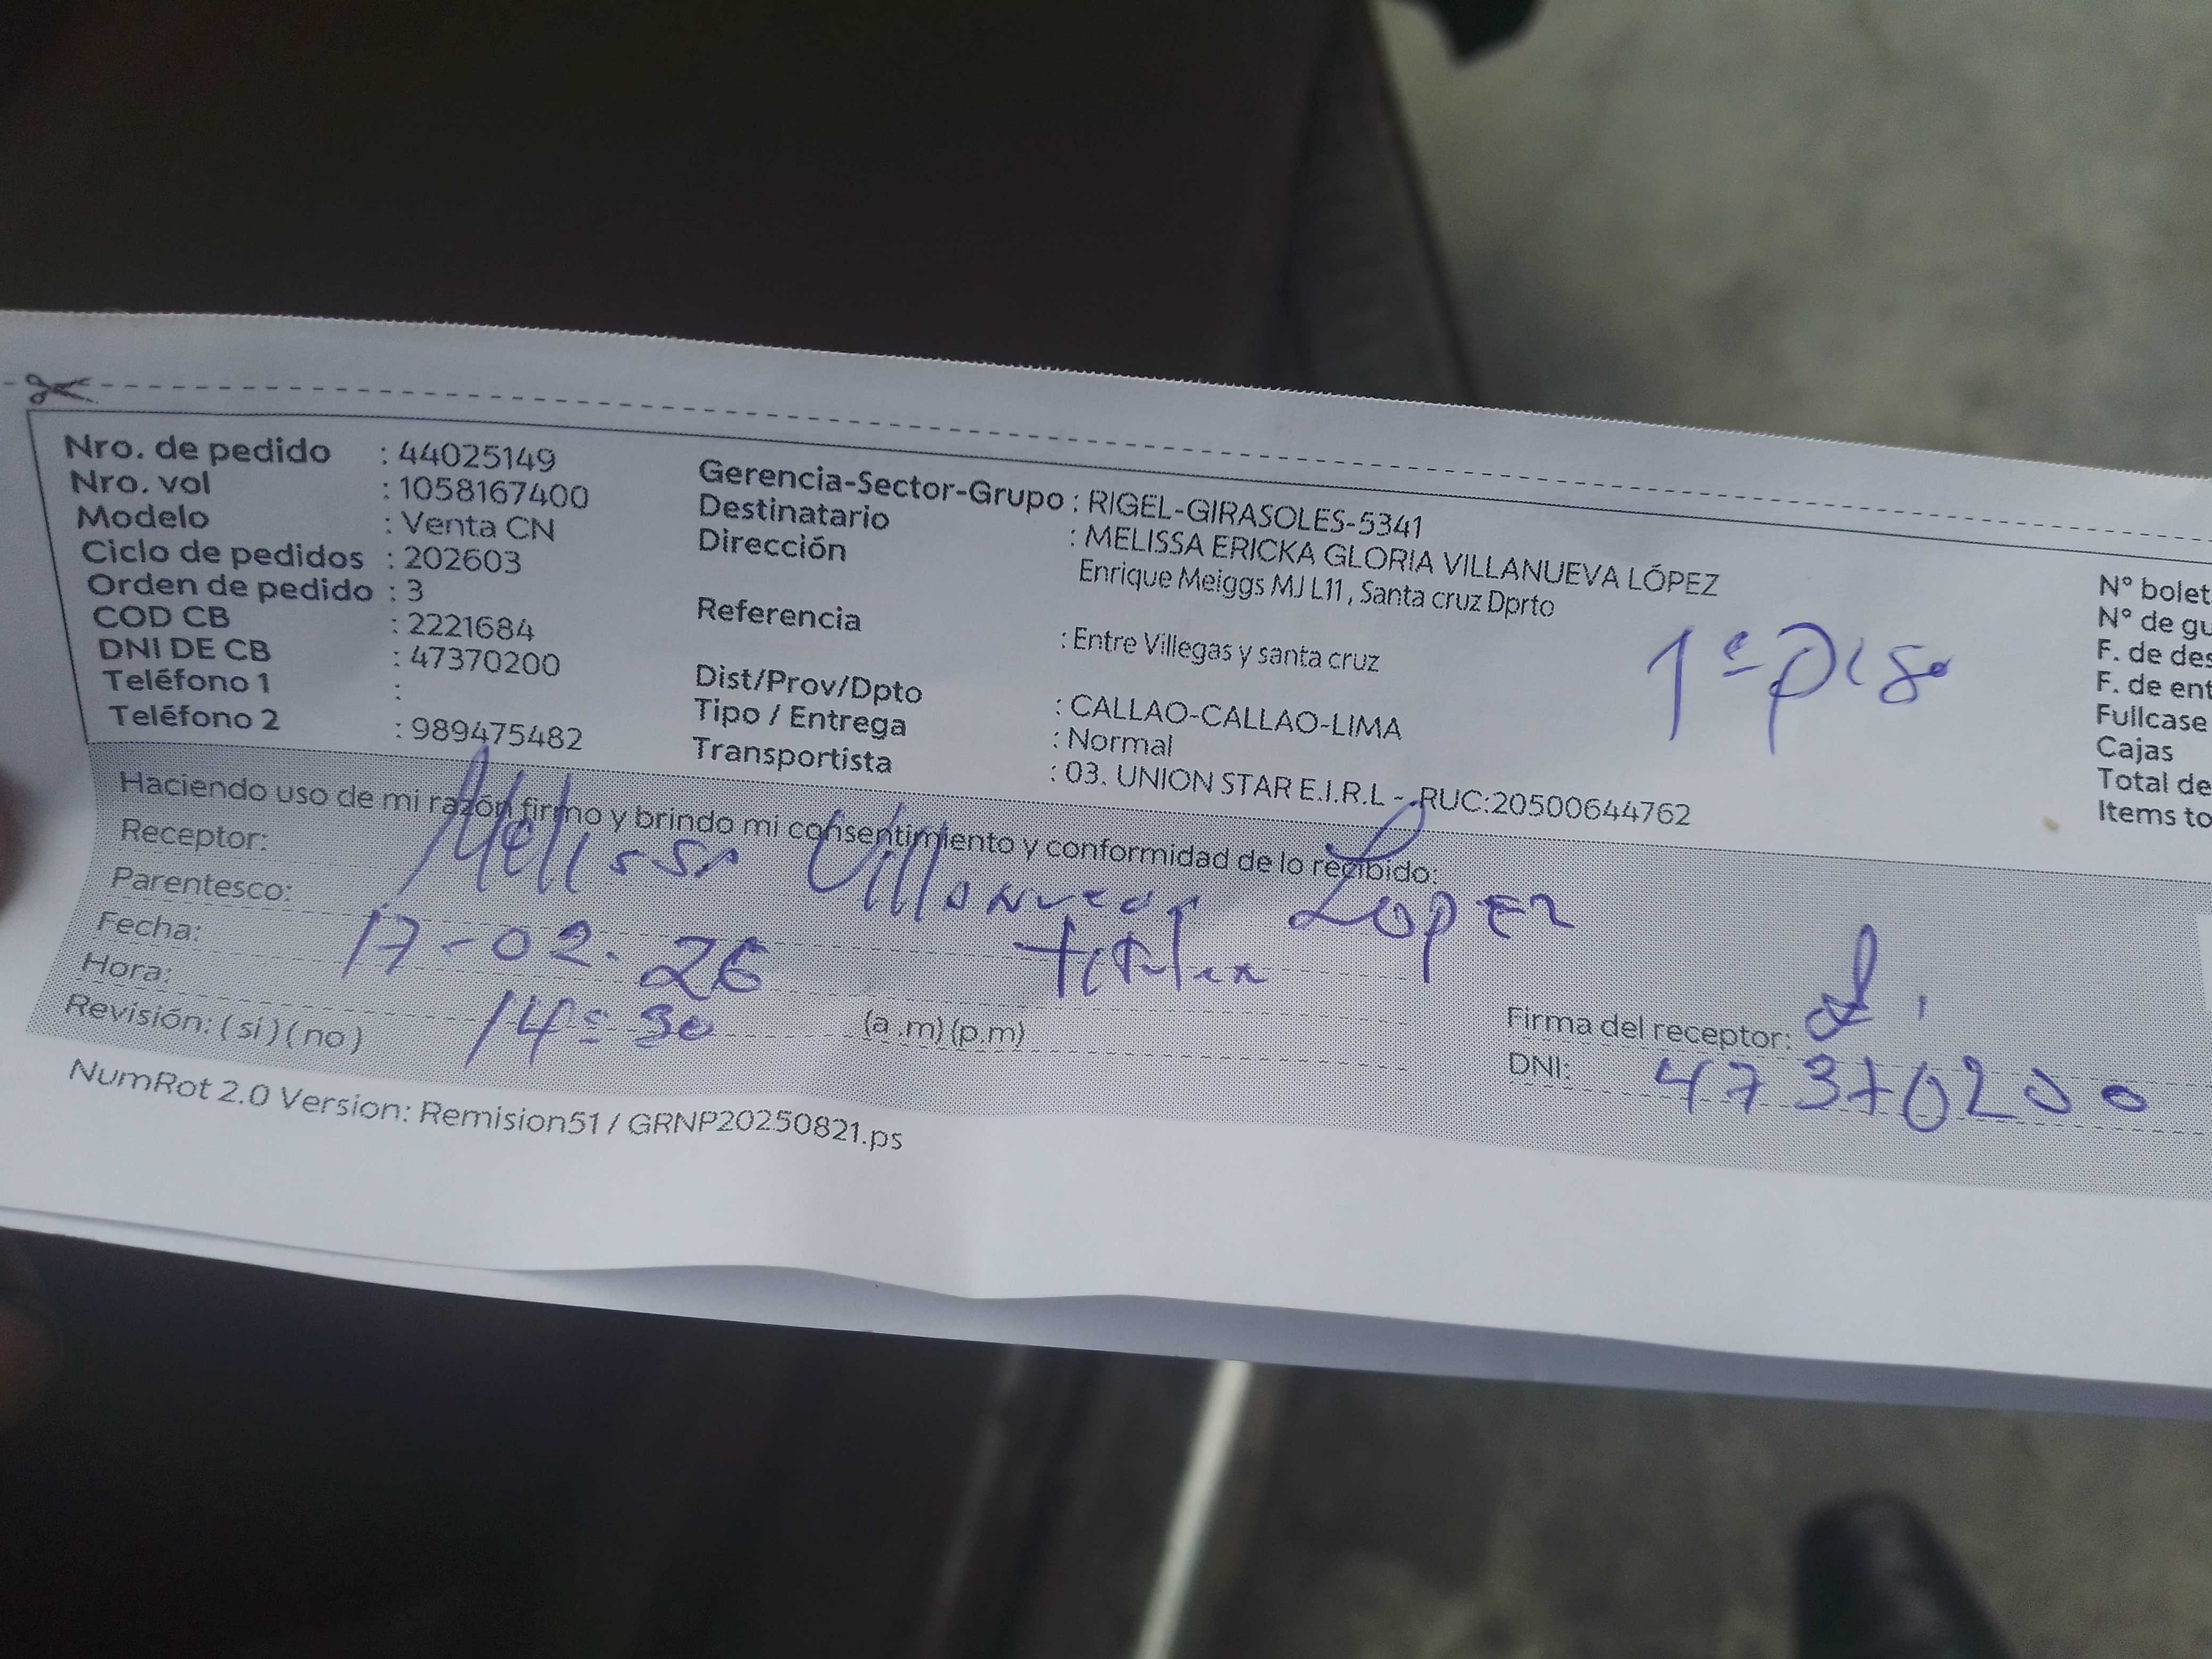 Nro. de pedido : 44025149
Nro. vol : 1058167400
Modelo : Venta CN
Ciclo de pedidos : 202603
Orden de pedido : 3
COD CB : 2221684
DNI DE CB : 47370200
Teléfono 1 :
Teléfono 2 : 989475482
Gerencia-Sector-Grupo : RIGEL-GIRASOLES-5341
Destinatario : MELISSA ERICKA GLORIA VILLANUEVA LÓPEZ
Dirección Enrique Meiggs MJ L11 , Santa cruz Dprto
Referencia : Entre Villegas y santa cruz
Dist/Prov/Dpto : CALLAO-CALLAO-LIMA
Tipo / Entrega : Normal
Transportista : 03. UNION STAR E.I.R.L - RUC:20500644762
1º piso
N° bolet
N° de gu
F. de des
F. de ent
Fullcase
Cajas
Total de
Items to
Haciendo uso de mi razón firmo y brindo mi consentimiento y conformidad de lo recibido:
Receptor: Melissa Villanueva Lopez
Parentesco: titular
Fecha: 17-02-26
Hora: 14:30 (a .m) (p.m)
Revisión: ( si ) ( no )
Firma del receptor:
DNI: 47370200
NumRot 2.0 Version: Remision51 / GRNP20250821.ps